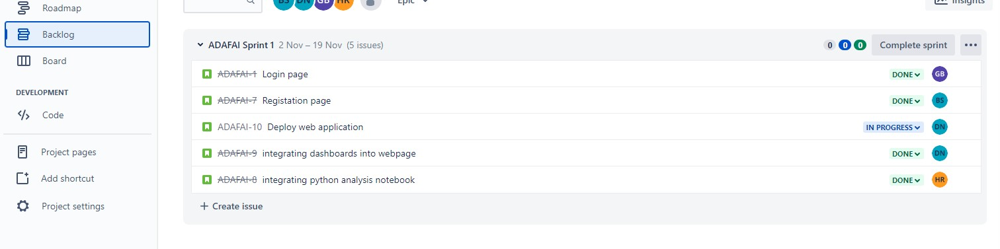 Roadmap
BS DN GB HR Epic Insights
Backlog
ADAFAI Sprint 1 2 Nov – 19 Nov (5 issues) 0 0 0 Complete sprint
Board
ADAFAI-1 Login page DONE GB
DEVELOPMENT
ADAFAI-7 Registation page DONE BS
Code
ADAFAI-10 Deploy web application IN PROGRESS DN
Project pages
ADAFAI-9 integrating dashboards into webpage DONE DN
Add shortcut
ADAFAI-8 integrating python analysis notebook DONE HR
Project settings
Create issue